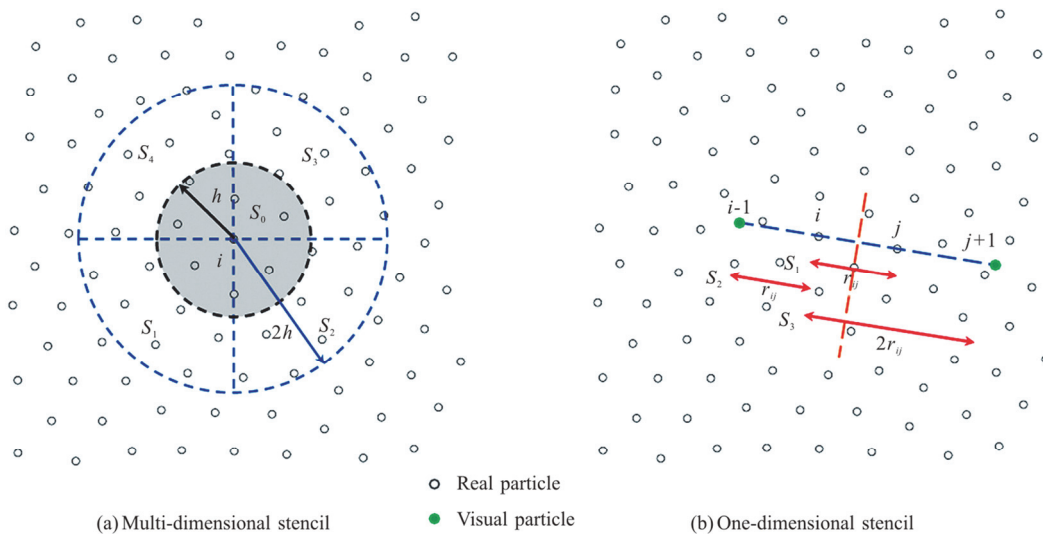 S4
S3
h
S0
i
S1
2h
S2
i-1
i
j
j+1
S1
rij
S2
rij
S3
2rij
Real particle
Visual particle
(a) Multi-dimensional stencil
(b) One-dimensional stencil